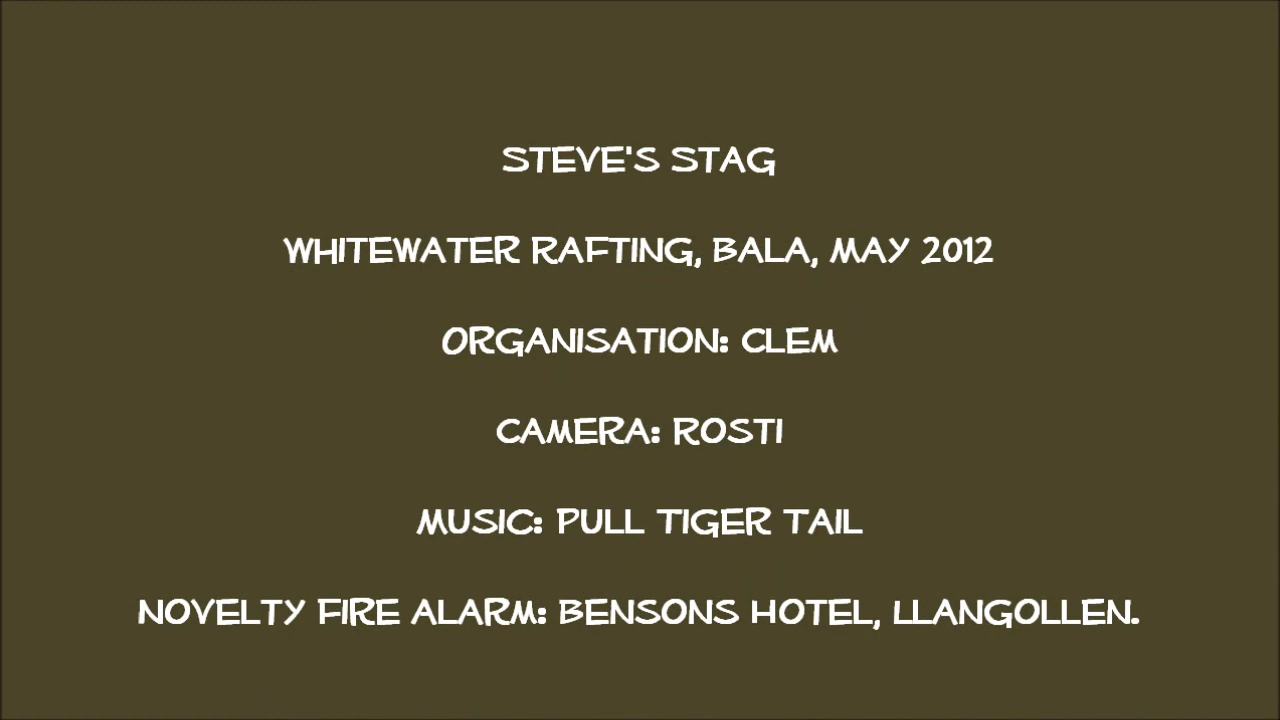 STEVE'S STAG
WHITEWATER RAFTING, BALA, MAY 2012
ORGANISATION: CLEM
CAMERA: ROSTI
MUSIC: PULL TIGER TAIL
NOVELTY FIRE ALARM: BENSONS HOTEL, LLANGOLLEN.